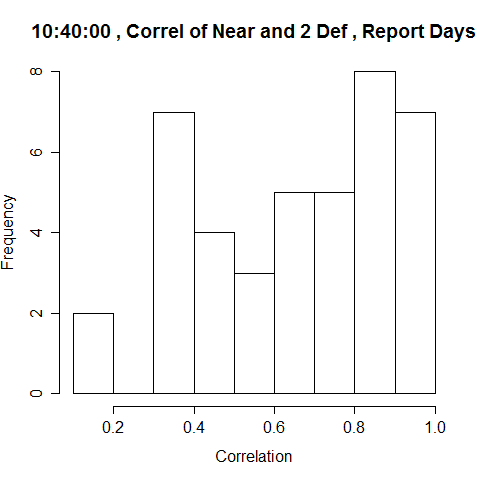 10:40:00 , Correl of Near and 2 Def , Report Days
8
6
4
2
0
Frequency
0.2 0.4 0.6 0.8 1.0
Correlation